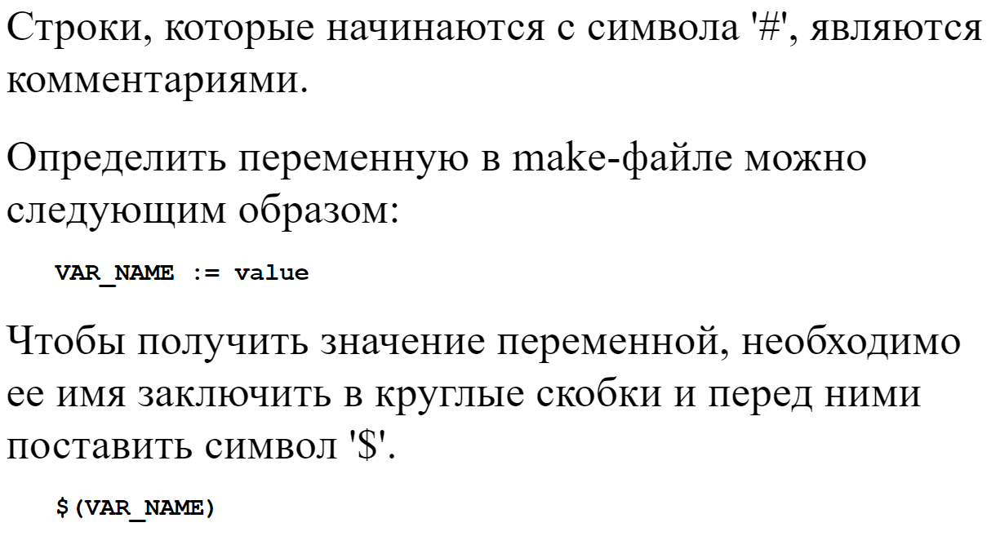 Строки, которые начинаются с символа '#', являются
комментариями.
Определить переменную в make-файле можно
следующим образом:
VAR_NAME := value
Чтобы получить значение переменной, необходимо
ее имя заключить в круглые скобки и перед ними
поставить символ '$'.
$(VAR_NAME)